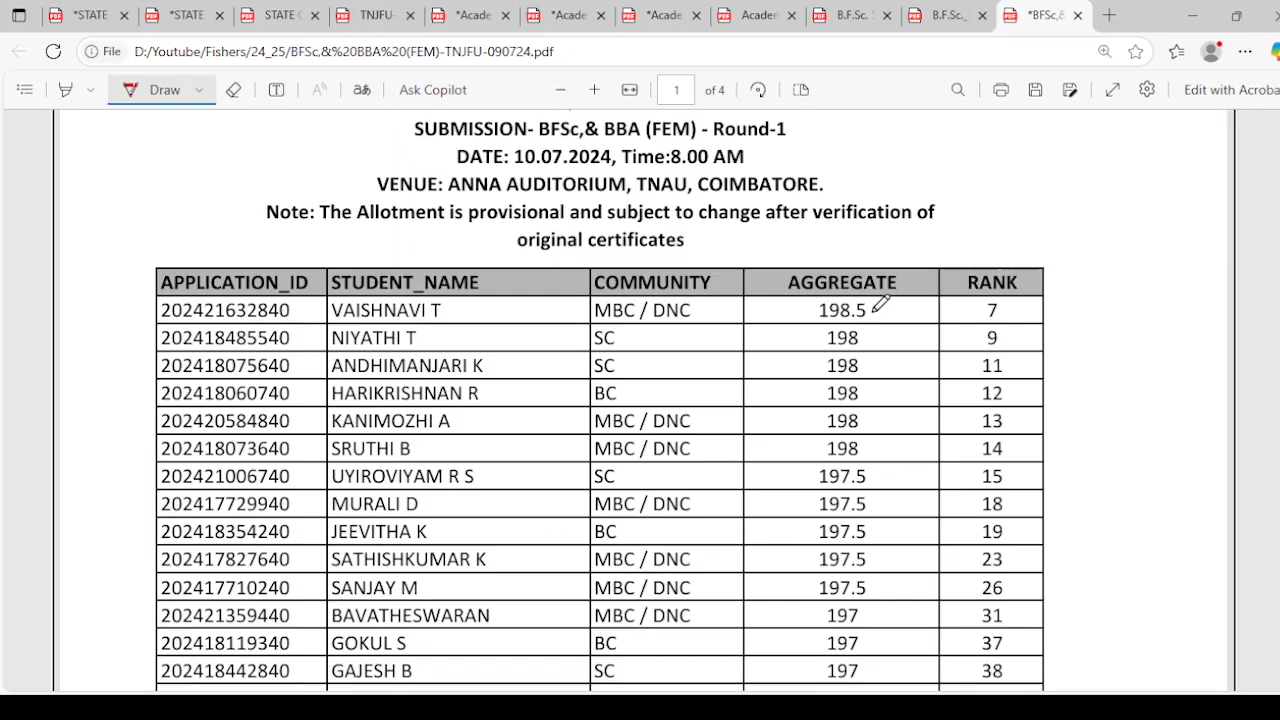 *STATE
*STATE
STATE C
TNJFU-
*Acade
*Acade
*Acade
Academ
B.F.Sc.
B.F.Sc._
*BFSc,&
File D:/Youtube/Fishers/24_25/BFSc,&%20BBA%20(FEM)-TNJFU-090724.pdf
Draw
Ask Copilot
1 of 4
Edit with Acroba
SUBMISSION- BFSc,& BBA (FEM) - Round-1
DATE: 10.07.2024, Time:8.00 AM
VENUE: ANNA AUDITORIUM, TNAU, COIMBATORE.
Note: The Allotment is provisional and subject to change after verification of
original certificates
APPLICATION_ID STUDENT_NAME COMMUNITY AGGREGATE RANK
202421632840 VAISHNAVI T MBC / DNC 198.5 7
202418485540 NIYATHI T SC 198 9
202418075640 ANDHIMANJARI K SC 198 11
202418060740 HARIKRISHNAN R BC 198 12
202420584840 KANIMOZHI A MBC / DNC 198 13
202418073640 SRUTHI B MBC / DNC 198 14
202421006740 UYIROVIYAM R S SC 197.5 15
202417729940 MURALI D MBC / DNC 197.5 18
202418354240 JEEVITHA K BC 197.5 19
202417827640 SATHISHKUMAR K MBC / DNC 197.5 23
202417710240 SANJAY M MBC / DNC 197.5 26
202421359440 BAVATHESWARAN MBC / DNC 197 31
202418119340 GOKUL S BC 197 37
202418442840 GAJESH B SC 197 38